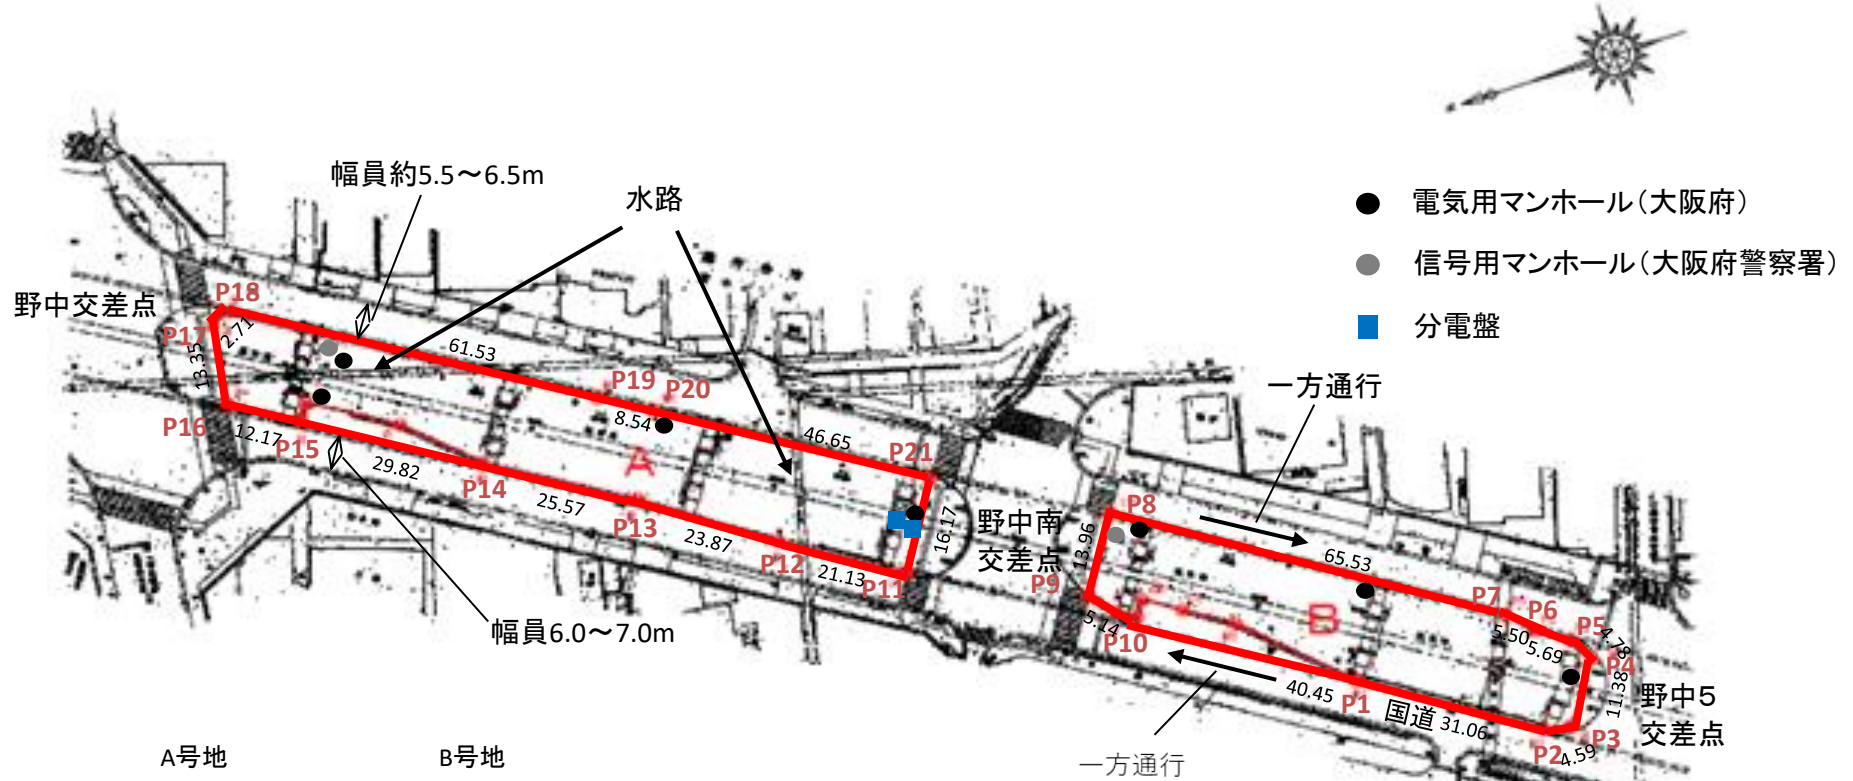 幅員約5.5～6.5m
水路
電気用マンホール（大阪府）
信号用マンホール（大阪府警察署）
分電盤
野中交差点
P18
P17
2.71
13.35
61.53
P19
P20
8.54
一方通行
P16
12.17
P15
29.82
P14
25.57
P13
A
46.65
P21
16.17
23.87
P12
21.13
P11
野中南
交差点
P8
13.96
P9
5.14
P10
65.53
B
P7
P6
5.50
5.69
P5
4.78
P4
11.38
野中5
交差点
幅員6.0～7.0m
40.45
P1
国道
31.06
P2
P3
4.59
A号地
B号地
一方通行